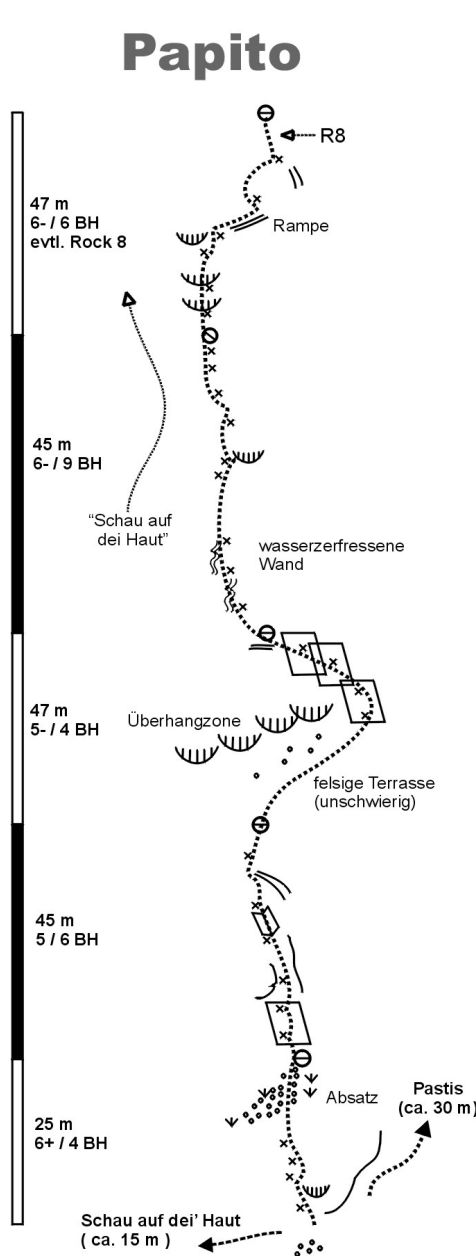 Papito
R8
47 m
6- / 6 BH
evtl. Rock 8
Rampe
45 m
6- / 9 BH
“Schau auf
dei Haut”
wasserzerfressene
Wand
47 m
5- / 4 BH
Überhangzone
felsige Terrasse
(unschwierig)
45 m
5 / 6 BH
Absatz
Pastis
(ca. 30 m)
25 m
6+ / 4 BH
Schau auf dei' Haut
( ca. 15 m )